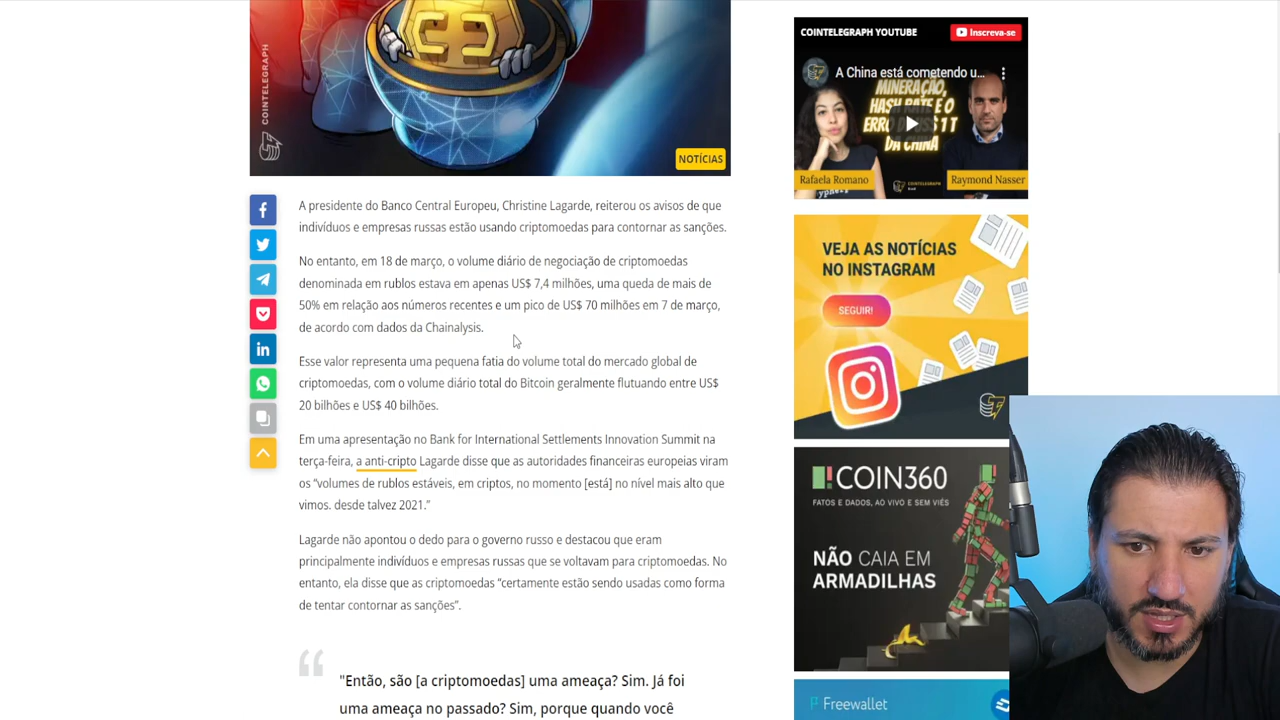 COINTELEGRAPH
NOTÍCIAS
A presidente do Banco Central Europeu, Christine Lagarde, reiterou os avisos de que
indivíduos e empresas russas estão usando criptomoedas para contornar as sanções.
No entanto, em 18 de março, o volume diário de negociação de criptomoedas
denominada em rublos estava em apenas US$ 7,4 milhões, uma queda de mais de
50% em relação aos números recentes e um pico de US$ 70 milhões em 7 de março,
de acordo com dados da Chainalysis.
Esse valor representa uma pequena fatia do volume total do mercado global de
criptomoedas, com o volume diário total do Bitcoin geralmente flutuando entre US$
20 bilhões e US$ 40 bilhões.
Em uma apresentação no Bank for International Settlements Innovation Summit na
terça-feira, a anti-cripto Lagarde disse que as autoridades financeiras europeias viram
os “volumes de rublos estáveis, em criptos, no momento [está] no nível mais alto que
vimos. desde talvez 2021.”
Lagarde não apontou o dedo para o governo russo e destacou que eram
principalmente indivíduos e empresas russas que se voltavam para criptomoedas. No
entanto, ela disse que as criptomoedas “certamente estão sendo usadas como forma
de tentar contornar as sanções”.
"Então, são [a criptomoedas] uma ameaça? Sim. Já foi
uma ameaça no passado? Sim, porque quando você
COINTELEGRAPH YOUTUBE
Inscreva-se
A China está cometendo u...
MINERAÇÃO,
HASH RATE E O
ERRO DE US$ 1 T
DA CHINA
Rafaela Romano
Raymond Nasser
VEJA AS NOTÍCIAS
NO INSTAGRAM
SEGUIR!
COIN360
FATOS E DADOS, AO VIVO E SEM VIÉS
NÃO CAIA EM
ARMADILHAS
Freewallet